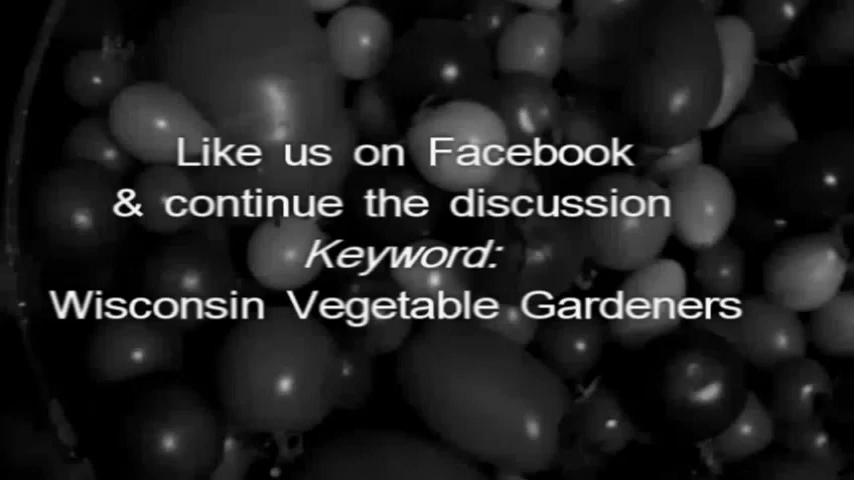 Like us on Facebook
& continue the discussion
Keyword:
Wisconsin Vegetable Gardeners